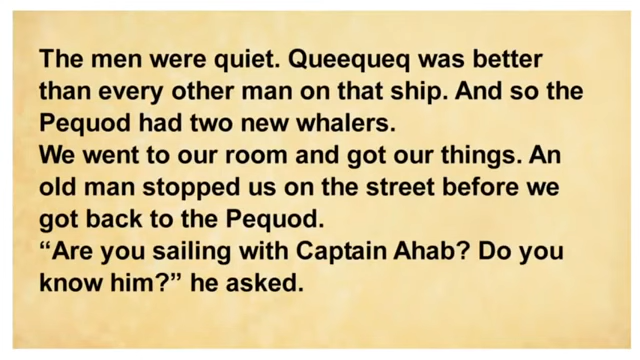 The men were quiet. Queequeq was better
than every other man on that ship. And so the
Pequod had two new whalers.
We went to our room and got our things. An
old man stopped us on the street before we
got back to the Pequod.
“Are you sailing with Captain Ahab? Do you
know him?” he asked.